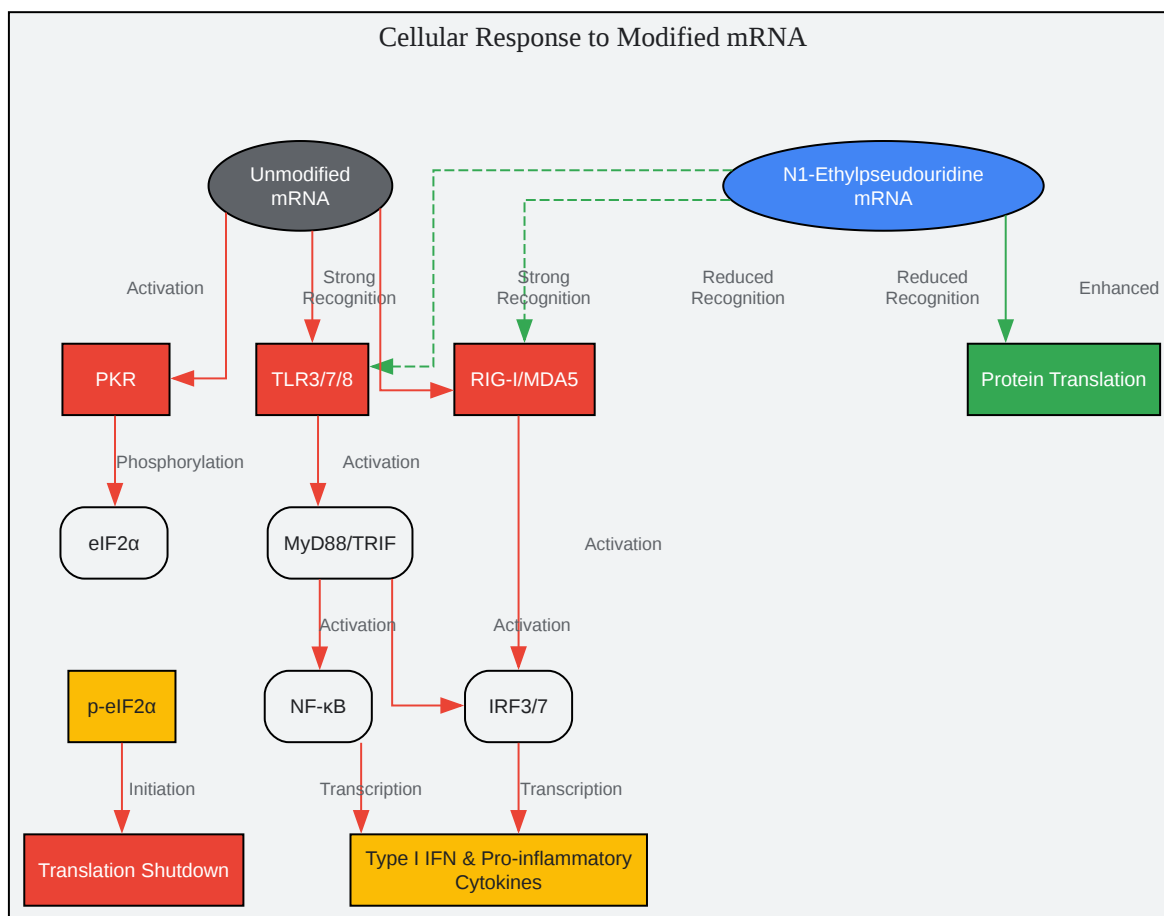 Cellular Response to Modified mRNA
Unmodified
mRNA
N1-Ethylpseudouridine
mRNA
Activation
Strong
Recognition
Strong
Recognition
Reduced
Recognition
Reduced
Recognition
Enhanced
PKR
TLR3/7/8
RIG-I/MDA5
Protein Translation
Phosphorylation
Activation
eIF2α
MyD88/TRIF
Activation
Activation
Activation
p-eIF2α
NF-κB
IRF3/7
Initiation
Transcription
Transcription
Translation Shutdown
Type I IFN & Pro-inflammatory
Cytokines